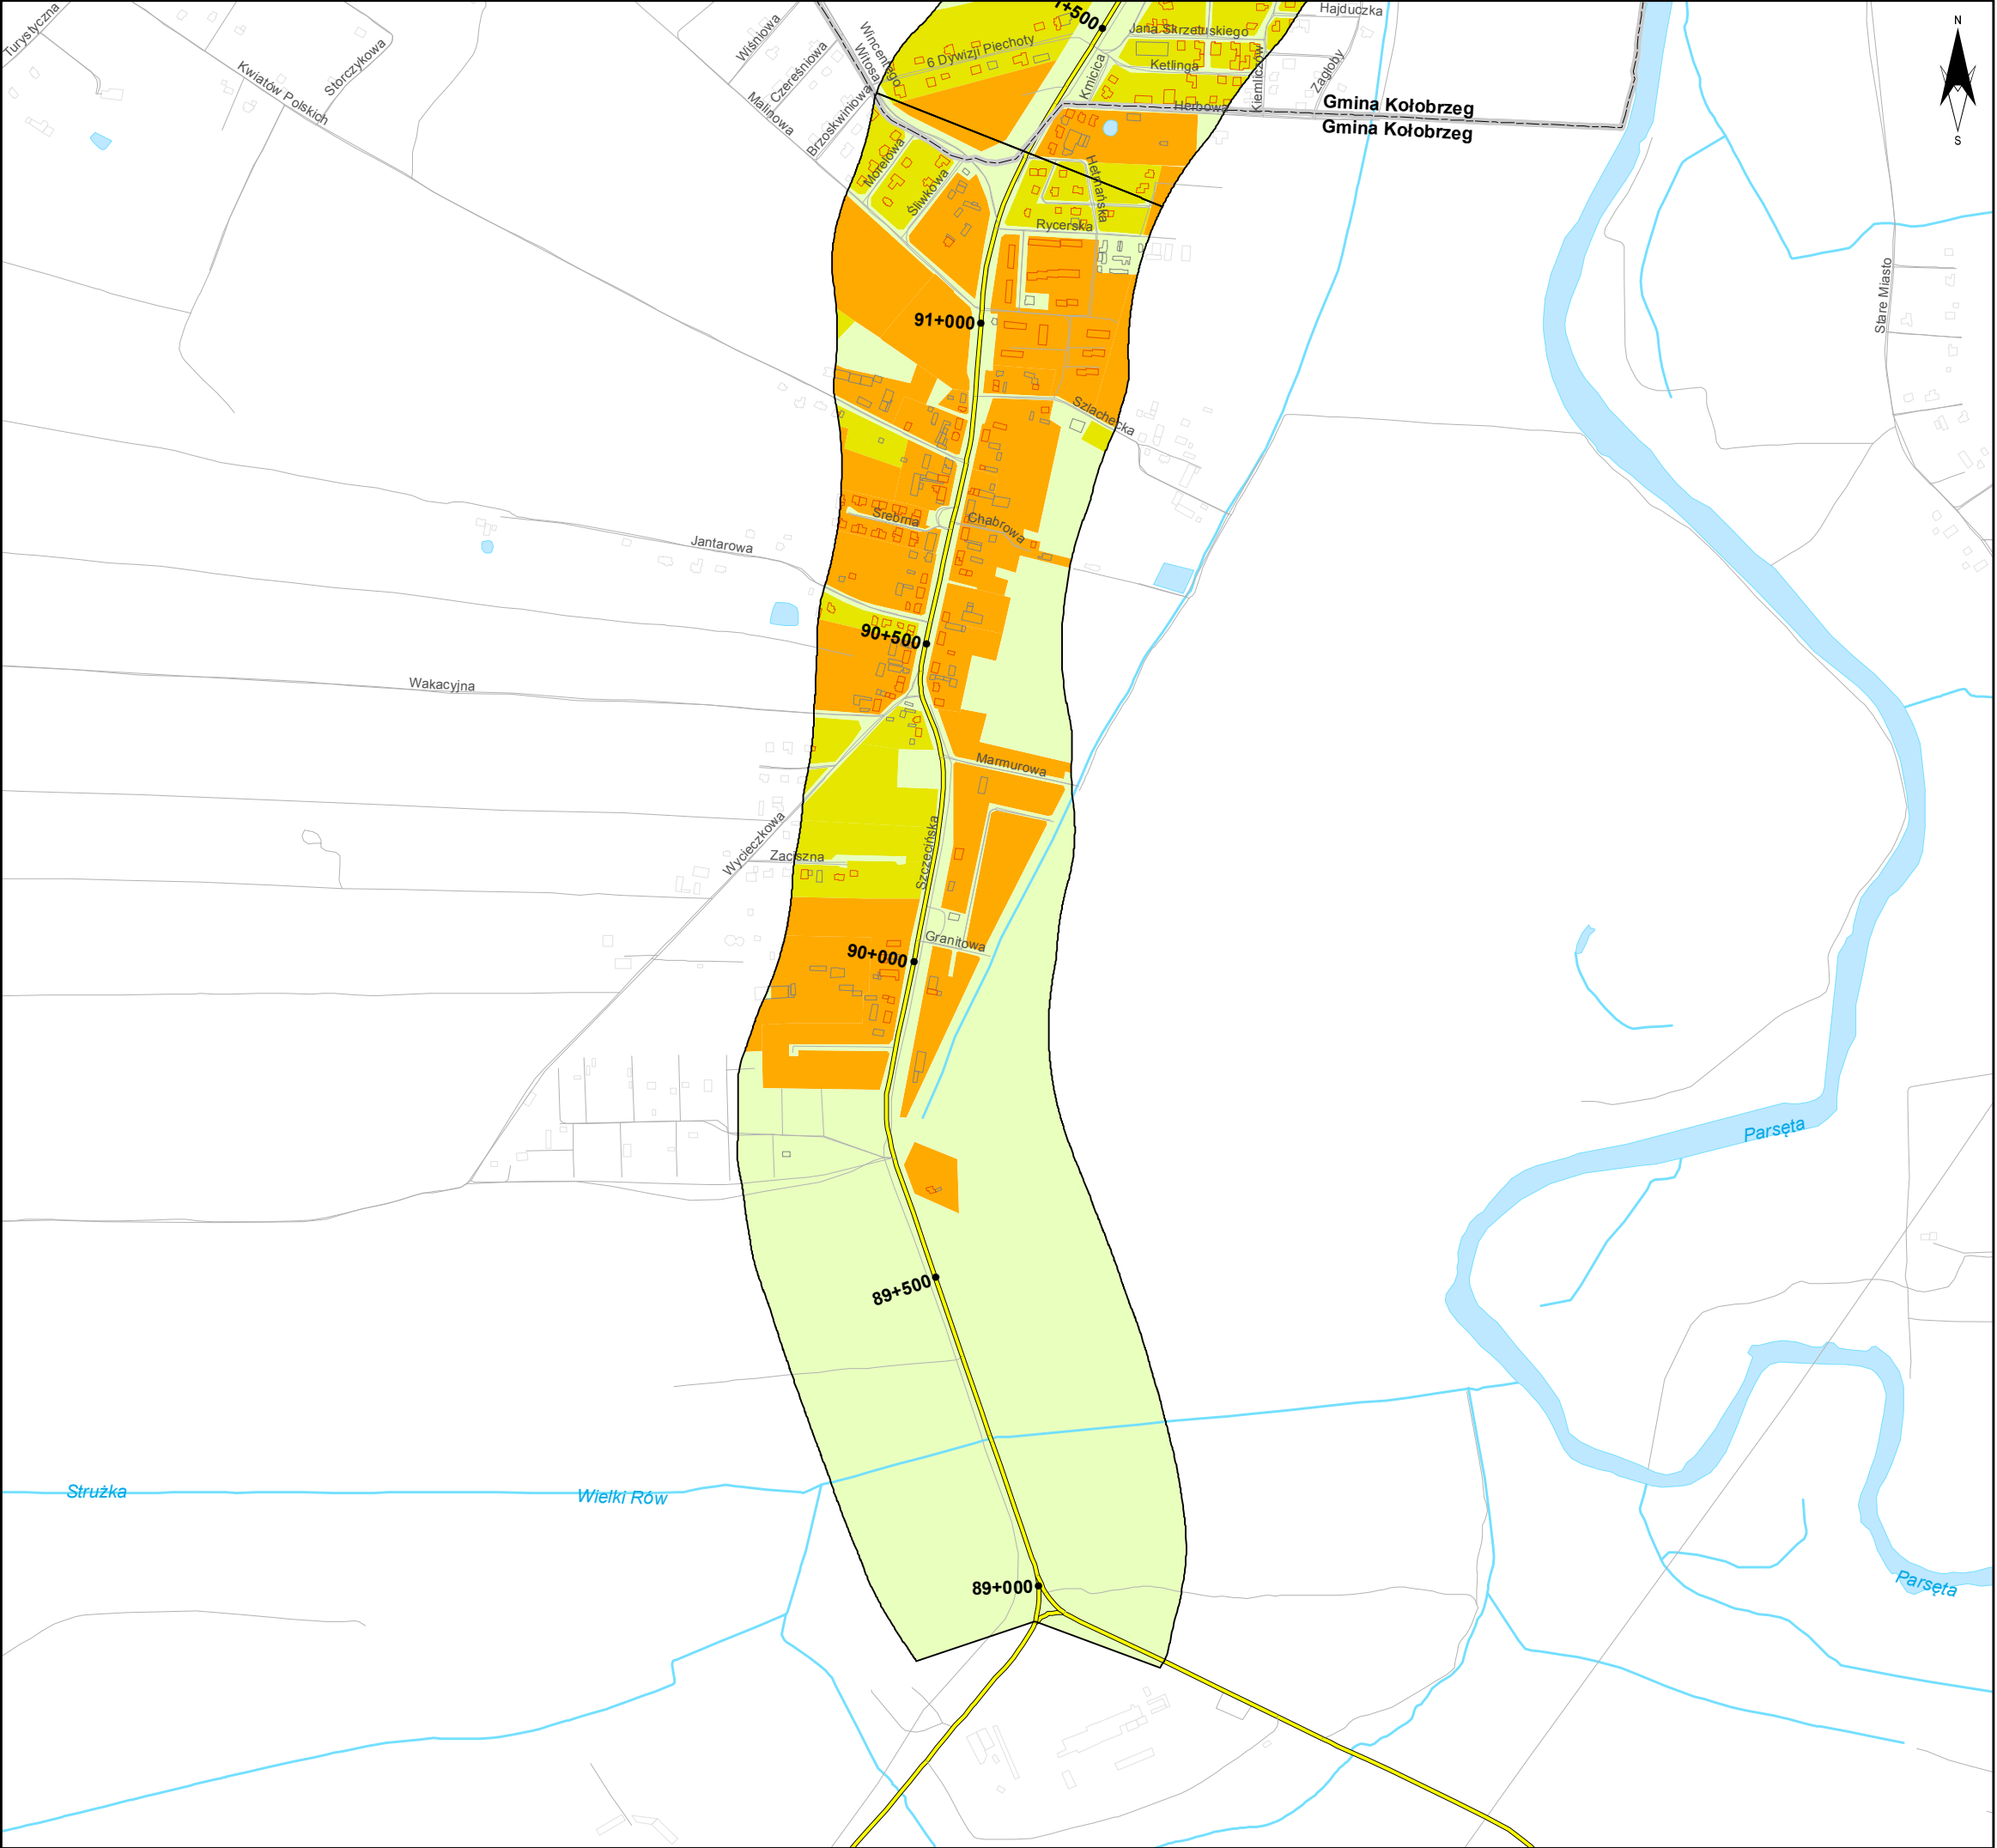 Turystyczna
Kwiatów Polskich
Storczykowa
Wiśniowa
Czereśniowa
Malinowa
Brzoskwiniowa
Wincentego
Witosa
6 Dywizji Piechoty
1+500
Jana Skrzetuskiego
Hajduczka
Kmicica
Ketlinga
Kiemliczów
Zagłoby
Herbowa
Gmina Kołobrzeg
Gmina Kołobrzeg
N
S
Morelowa
Śliwkowa
Hetmańska
Rycerska
Stare Miasto
91+000
Szlachecka
Srebrna
Chabrowa
Jantarowa
90+500
Wakacyjna
Marmurowa
Szczecińska
Wycieczkowa
Zaciszna
Granitowa
90+000
Parsęta
89+500
Strużka
Wielki Rów
89+000
Parsęta